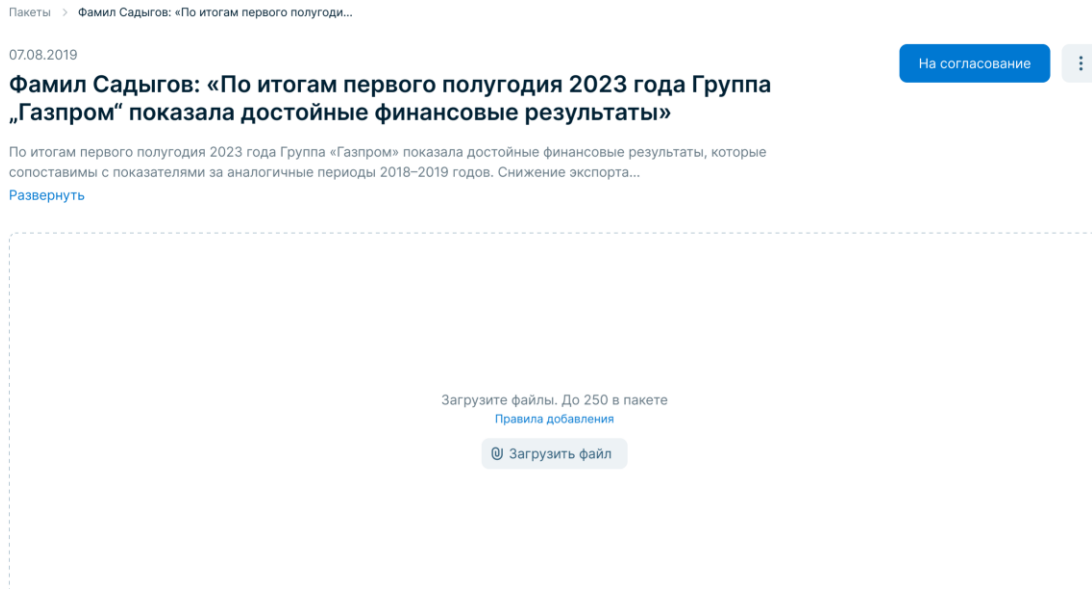 Пакеты > Фамил Садыгов: «По итогам первого полугоди...
07.08.2019
На согласование
Фамил Садыгов: «По итогам первого полугодия 2023 года Группа
„Газпром“ показала достойные финансовые результаты»
По итогам первого полугодия 2023 года Группа «Газпром» показала достойные финансовые результаты, которые
сопоставимы с показателями за аналогичные периоды 2018–2019 годов. Снижение экспорта...
Развернуть
Загрузите файлы. До 250 в пакете
Правила добавления
Загрузить файл